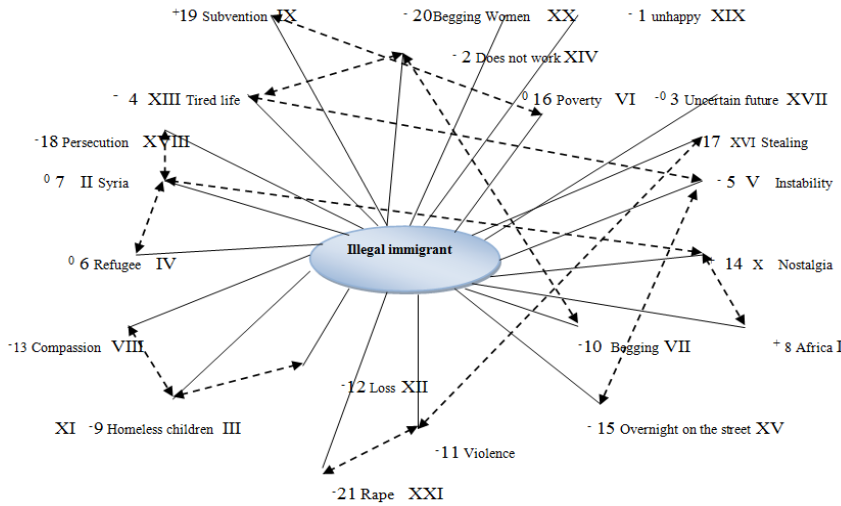 +19 Subvention IX
- 20Begging Women XX
- 1 unhappy XIX
- 2 Does not work XIV
- 4 XIII Tired life
0 16 Poverty VI
-0 3 Uncertain future XVII
-18 Persecution XVIII
17 XVI Stealing
0 7 II Syria
- 5 V Instability
Illegal immigrant
0 6 Refugee IV
+ 14 X Nostalgia
-13 Compassion VIII
-10 Begging VII
+ 8 Africa I
-12 Loss XII
XI -9 Homeless children III
- 15 Overnight on the street XV
-11 Violence
-21 Rape XXI